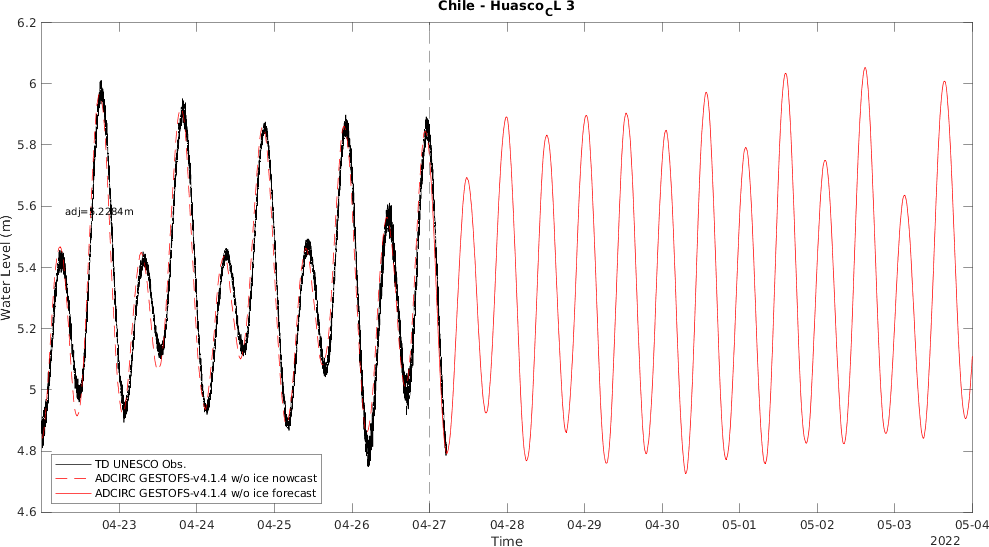 Chile - Huasco_CL 3
6.2
6
5.8
5.6
5.4
5.2
5
4.8
4.6
Water Level (m)
adj=5.2284m
TD UNESCO Obs.
ADCIRC GESTOFS-v4.1.4 w/o ice nowcast
ADCIRC GESTOFS-v4.1.4 w/o ice forecast
04-23 04-24 04-25 04-26 04-27 04-28 04-29 04-30 05-01 05-02 05-03 05-04
Time
2022